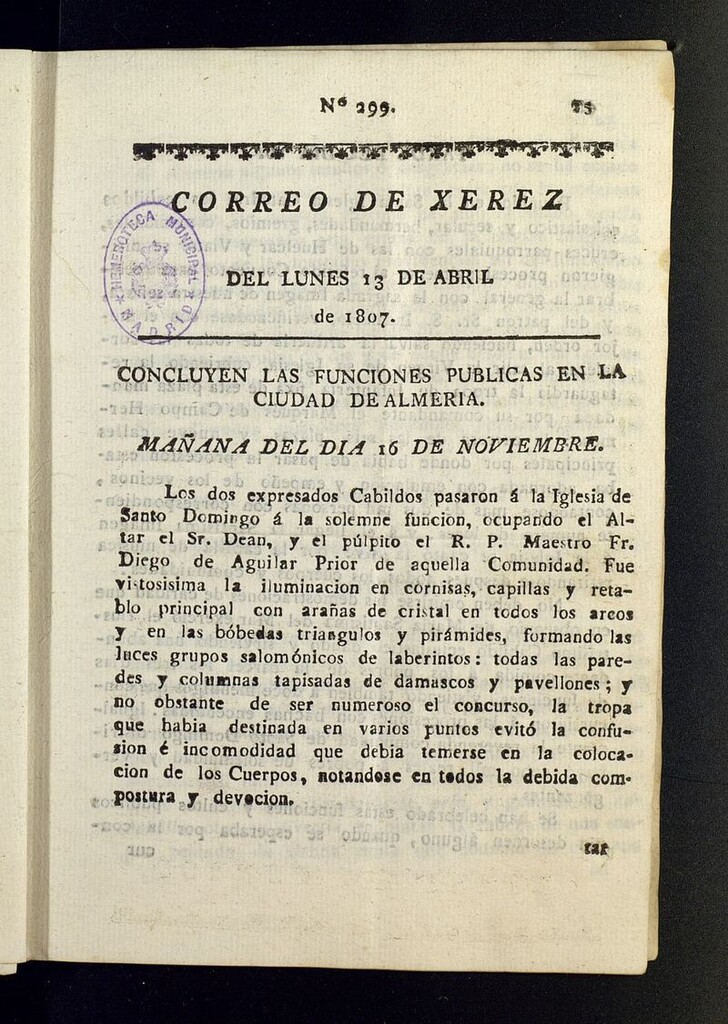 Nº 299.
CORREO DE XEREZ
HEMEROTECA MUNICIPAL
MADRID
DEL LUNES 13 DE ABRIL
de 1807.
CONCLUYEN LAS FUNCIONES PUBLICAS EN LA
CIUDAD DE ALMERIA.
MAÑANA DEL DIA 16 DE NOVIEMBRE.
Los dos expresados Cabildos pasaron á la Iglesia de
Santo Domingo á la solemne funcion, ocupando el Al-
tar el Sr. Dean, y el púlpito el R. P. Maestro Fr.
Diego de Aguilar Prior de aquella Comunidad. Fue
vistosisima la iluminacion en cornisas, capillas y reta-
blo principal con arañas de cristal en todos los arcos
y en las bóbedas triangulos y pirámides, formando las
luces grupos salomónicos de laberintos: todas las pare-
des y columnas tapisadas de damascos y pavellones; y
no obstante de ser numeroso el concurso, la tropa
que habia destinada en varios puntos evitó la confu-
sion é incomodidad que debia temerse en la coloca-
cion de los Cuerpos, notandose en todos la debida com-
postura y devocion.